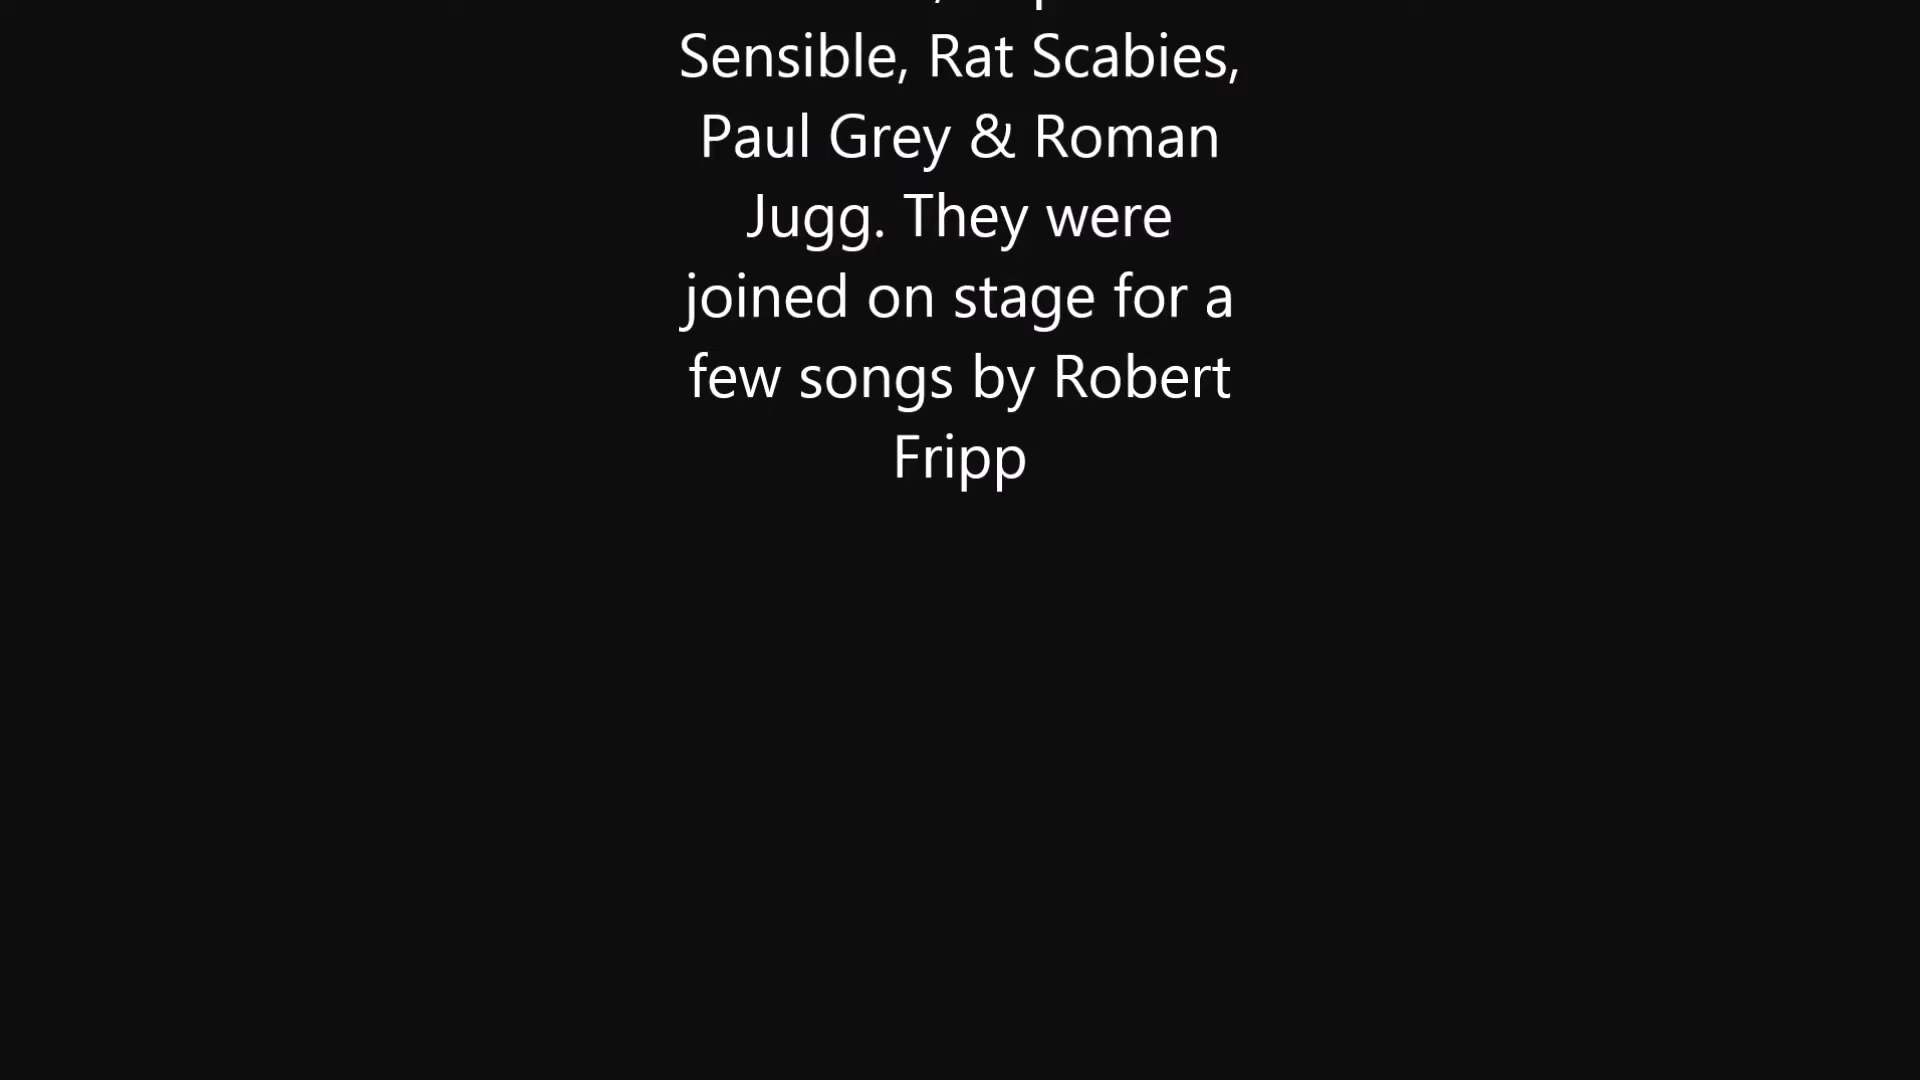 Sensible, Rat Scabies,
Paul Grey & Roman
Jugg. They were
joined on stage for a
few songs by Robert
Fripp